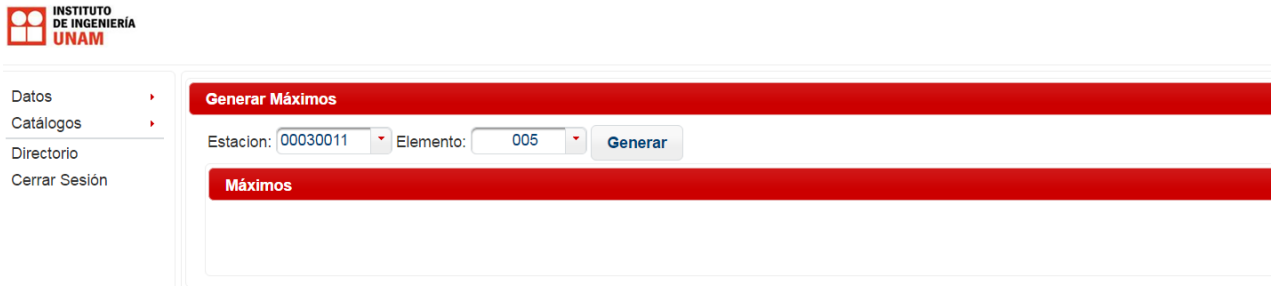 INSTITUTO
DE INGENIERÍA
UNAM
Datos
Catálogos
Directorio
Cerrar Sesión
Generar Máximos
Estacion: 00030011 Elemento: 005 Generar
Máximos